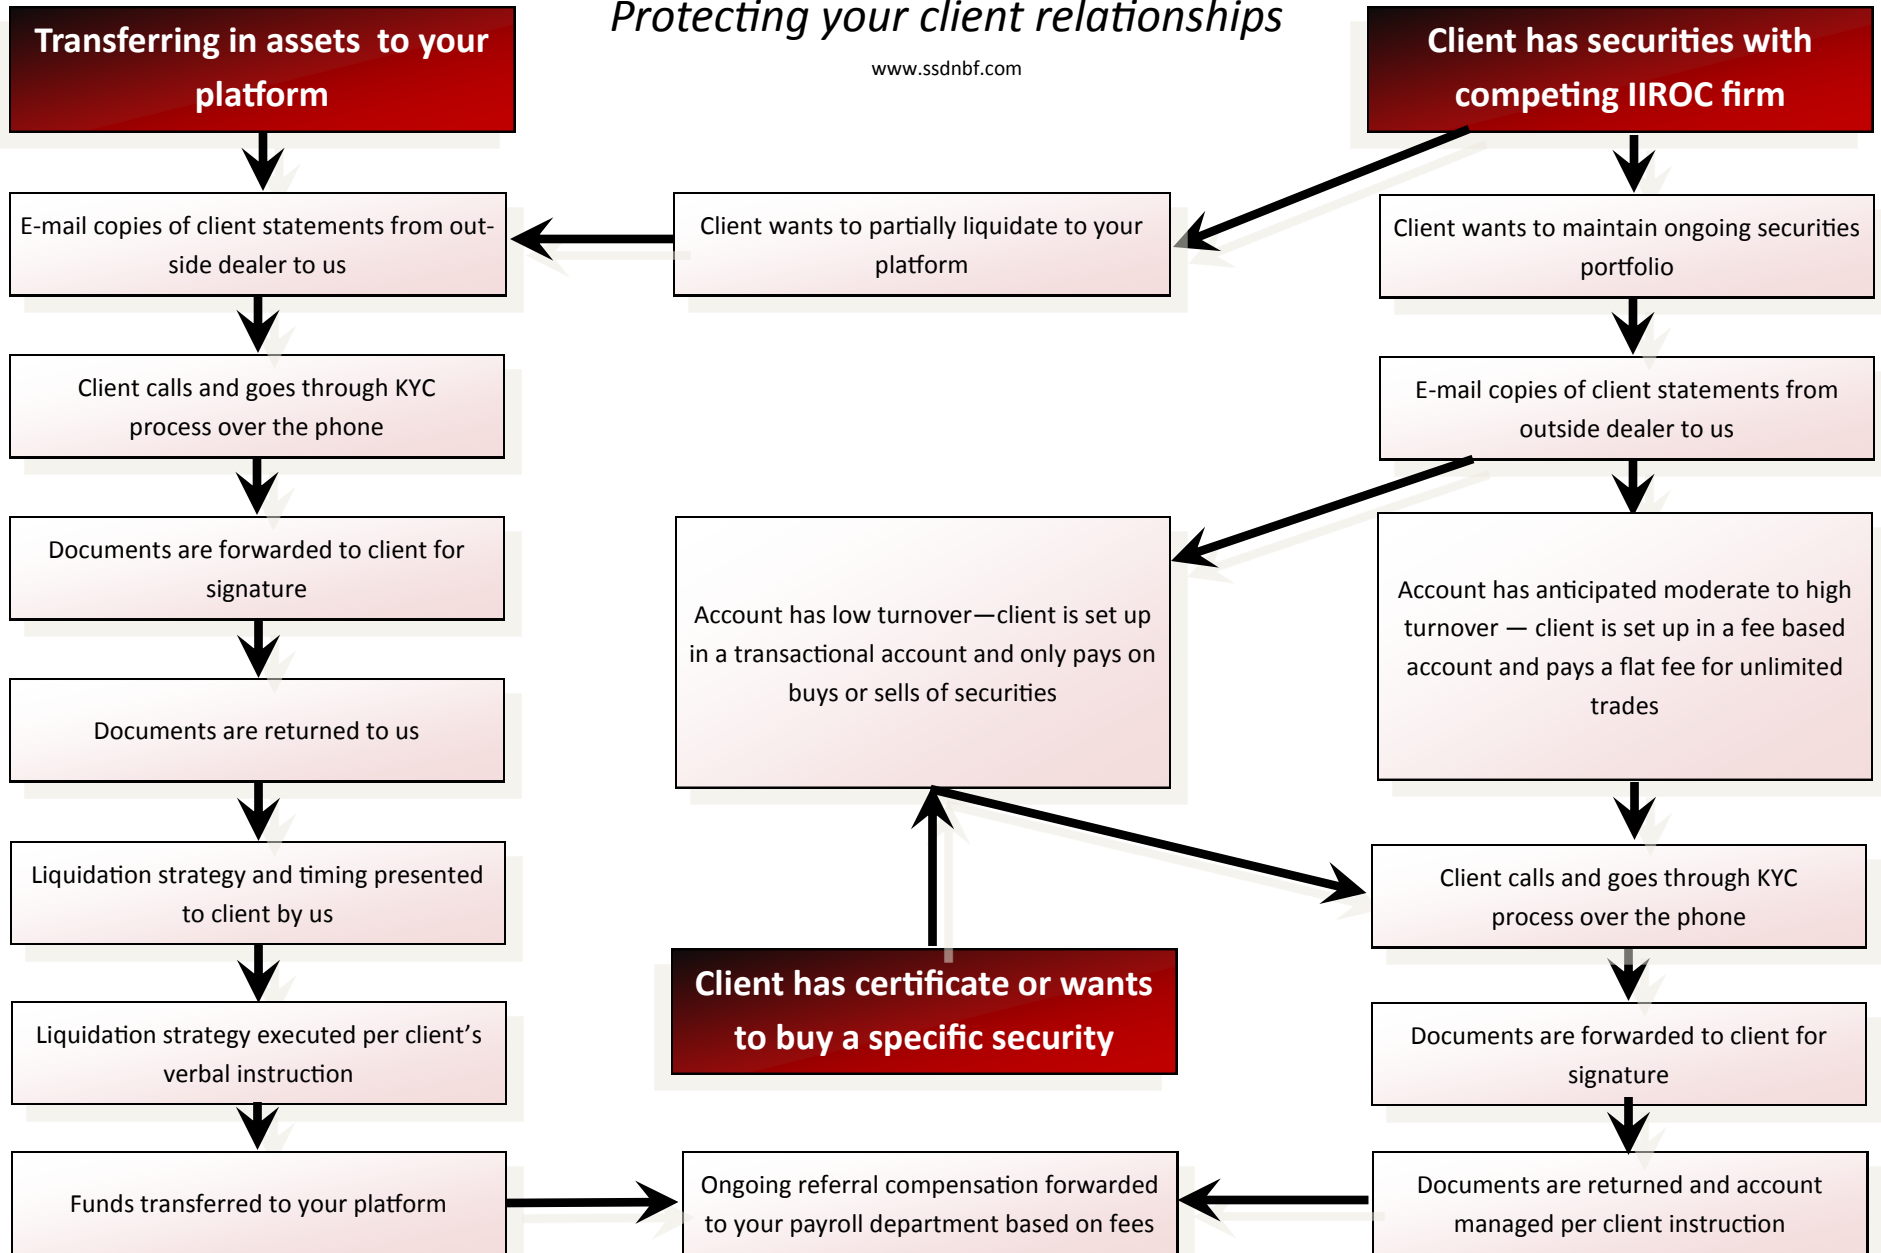 Protecting your client relationships
www.ssdnbf.com
Transferring in assets to your
platform
E-mail copies of client statements from out-
side dealer to us
Client calls and goes through KYC
process over the phone
Documents are forwarded to client for
signature
Documents are returned to us
Liquidation strategy and timing presented
to client by us
Liquidation strategy executed per client’s
verbal instruction
Funds transferred to your platform
Client wants to partially liquidate to your
platform
Account has low turnover—client is set up
in a transactional account and only pays on
buys or sells of securities
Client has certificate or wants
to buy a specific security
Ongoing referral compensation forwarded
to your payroll department based on fees
Client has securities with
competing IIROC firm
Client wants to maintain ongoing securities
portfolio
E-mail copies of client statements from
outside dealer to us
Account has anticipated moderate to high
turnover — client is set up in a fee based
account and pays a flat fee for unlimited
trades
Client calls and goes through KYC
process over the phone
Documents are forwarded to client for
signature
Documents are returned and account
managed per client instruction